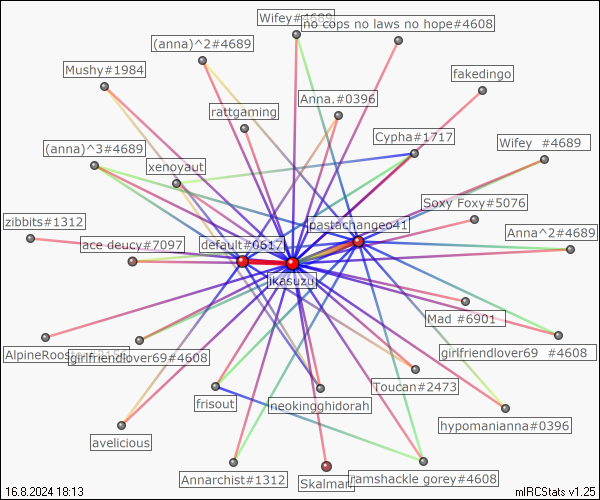 Wifey#4689
no cops no laws no hope#4608
(anna)^2#4689
Mushy#1984
fakedingo
Anna.#0396
rattgaming
Cypha#1717
Wifey #4689
(anna)^3#4689
xenoyaut
Soxy Foxy#5076
zibbits#1312
pastachangeo41
Anna^2#4689
ace deucy#7097
default#0617
jkasuzu
Mad #6901
girlfriendlover69 #4608
girlfriendlover69#4608
Toucan#2473
frisout
neokingghidorah
hypomanianna#0396
avelicious
Annarchist#1312
Skalman
ramshackle gorey#4608
16.8.2024 18:13
mIRCStats v1.25